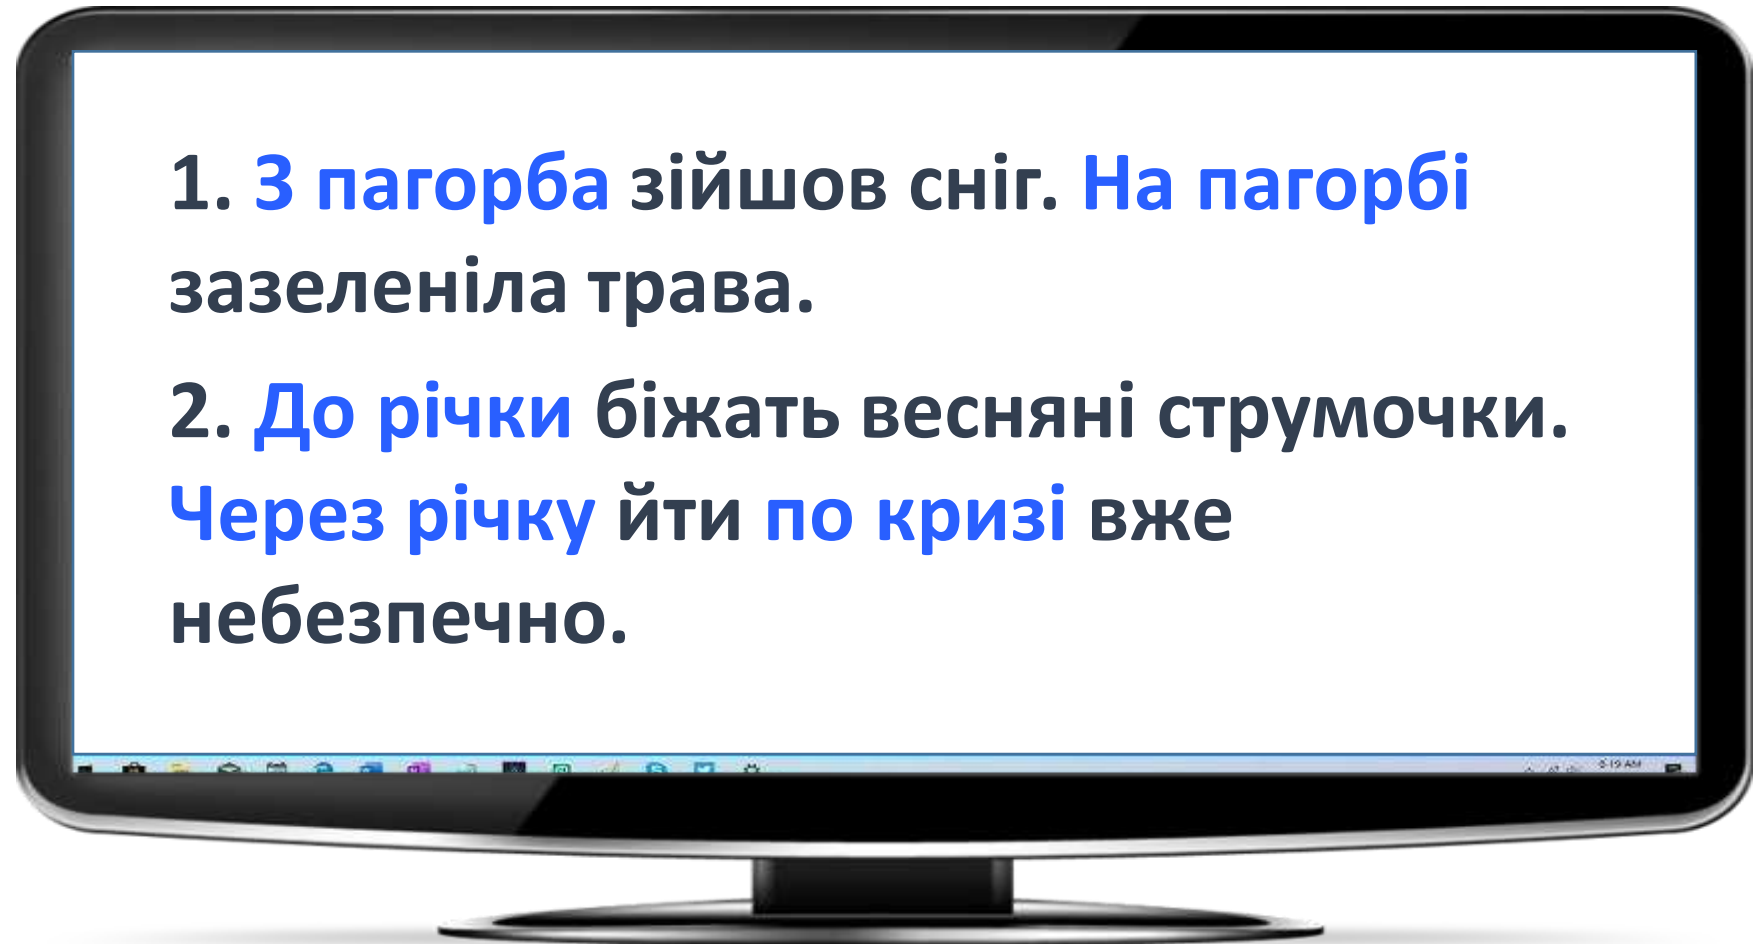 1. З пагорба зійшов сніг. На пагорбі
зазеленіла трава.
2. До річки біжать весняні струмочки.
Через річку йти по кризі вже
небезпечно.